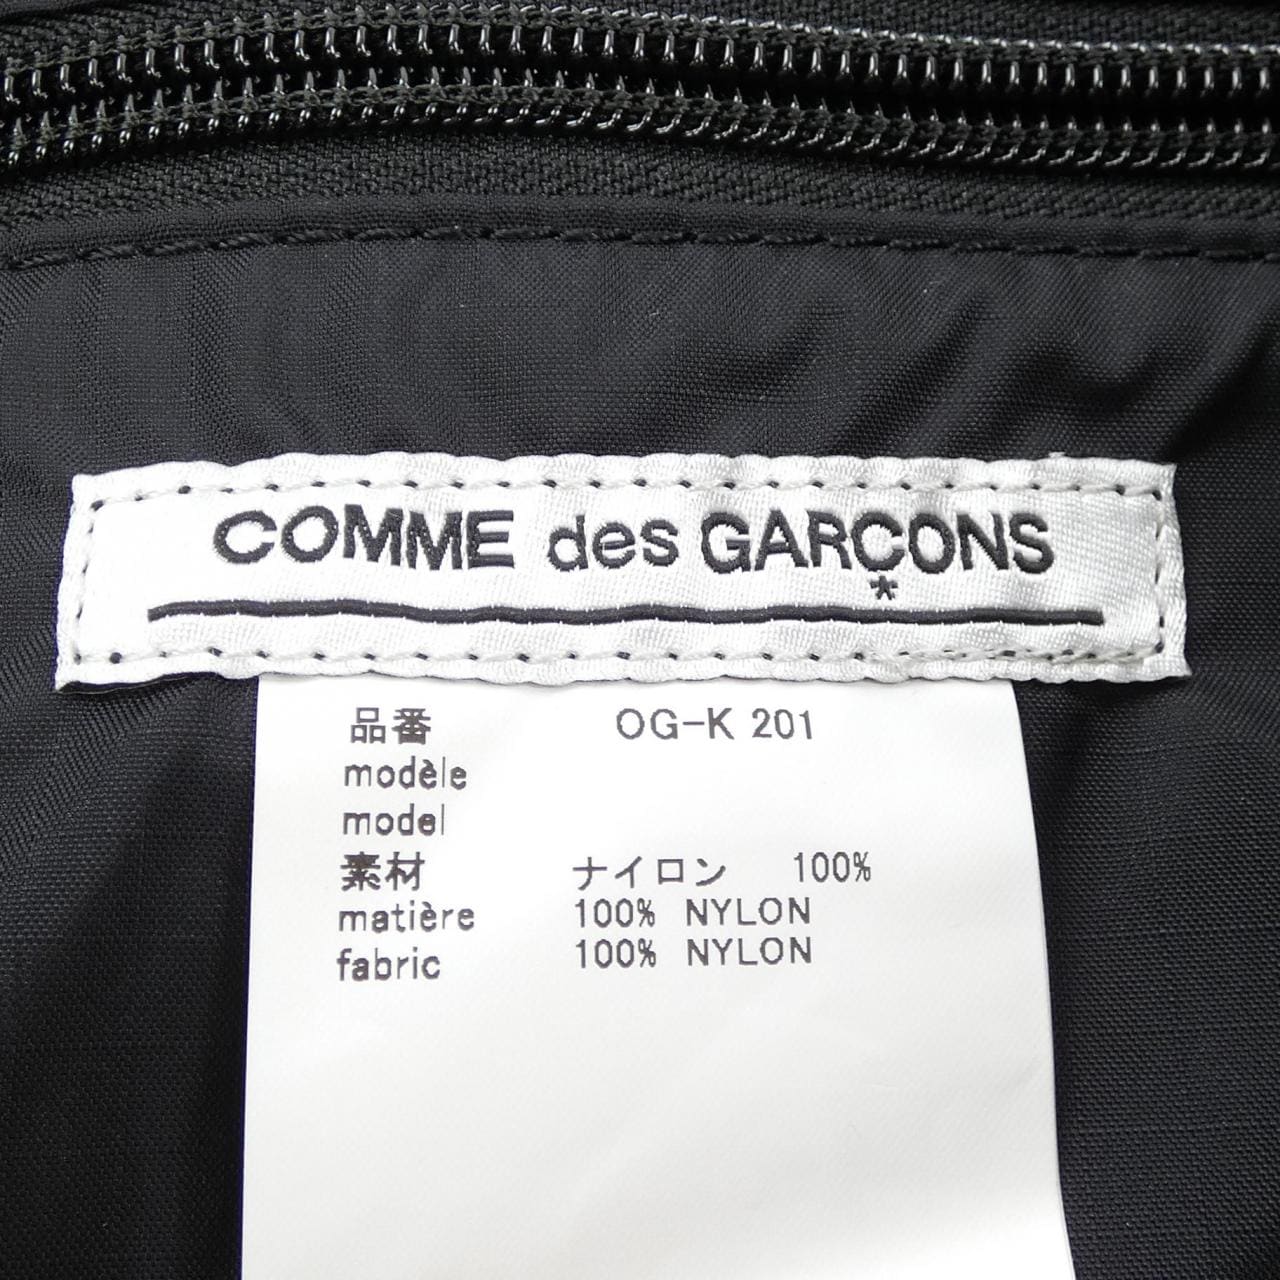 COMME des GARÇONS
*
品番 OG-K 201
modèle
model
素材 ナイロン 100%
matière 100% NYLON
fabric 100% NYLON